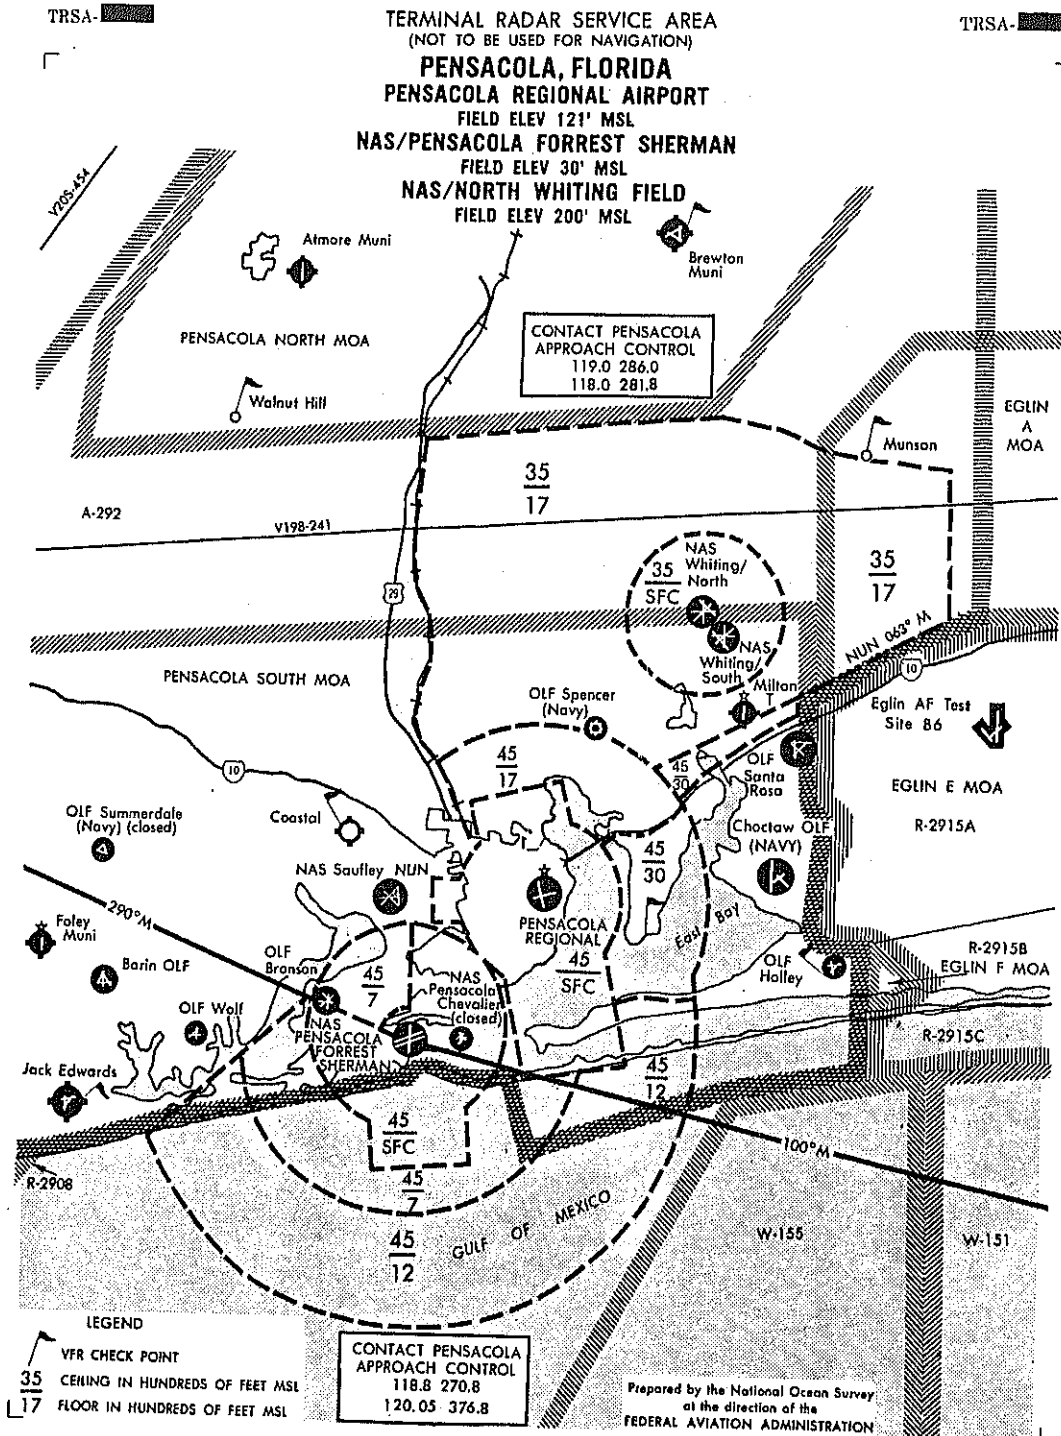 TRSA-
TRSA-
TERMINAL RADAR SERVICE AREA
(NOT TO BE USED FOR NAVIGATION)
PENSACOLA, FLORIDA
PENSACOLA REGIONAL AIRPORT
FIELD ELEV 121' MSL
NAS/PENSACOLA FORREST SHERMAN
FIELD ELEV 30' MSL
NAS/NORTH WHITING FIELD
FIELD ELEV 200' MSL
V20S-454
Atmore Muni
Brewton
Muni
PENSACOLA NORTH MOA
CONTACT PENSACOLA
APPROACH CONTROL
119.0 286.0
118.0 281.8
Walnut Hill
EGLIN
A
MOA
Munson
35
17
A-292
V198-241
NAS
Whiting/
North
35
SFC
35
17
29
NAS
Whiting/
South
NUN 063° M
10
PENSACOLA SOUTH MOA
OLF Spencer
(Navy)
Milton
T
Eglin AF Test
Site 86
45
17
45
30
OLF
Santa
Rosa
10
EGLIN E MOA
OLF Summerdale
(Navy) (closed)
Coastal
Choctaw OLF
(NAVY)
R-2915A
45
30
NAS Saufley NUN
290°M
PENSACOLA
REGIONAL
East Bay
Foley
Muni
Barin OLF
OLF
Bronson
45
7
NAS
Pensacola
Chevalier
(closed)
45
SFC
OLF
Holley
R-2915B
EGLIN F MOA
OLF Wolf
NAS
PENSACOLA
FORREST
SHERMAN
R-2915C
Jack Edwards
45
12
45
SFC
100°M
R-2908
45
7
GULF OF MEXICO
45
12
W-155
W-151
LEGEND
VFR CHECK POINT
35 CEILING IN HUNDREDS OF FEET MSL
17 FLOOR IN HUNDREDS OF FEET MSL
CONTACT PENSACOLA
APPROACH CONTROL
118.8 270.8
120.05 376.8
Prepared by the National Ocean Survey
at the direction of the
FEDERAL AVIATION ADMINISTRATION